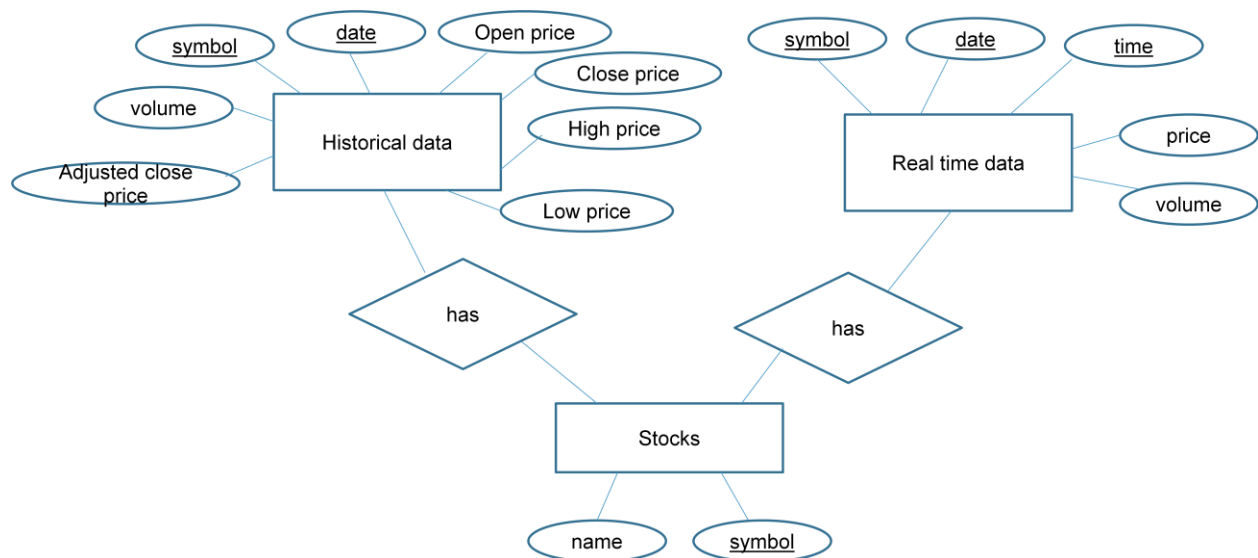 symbol
date
Open price
Close price
volume
Historical data
High price
Adjusted close
price
Low price
symbol
date
time
price
Real time data
volume
has
has
Stocks
name
symbol